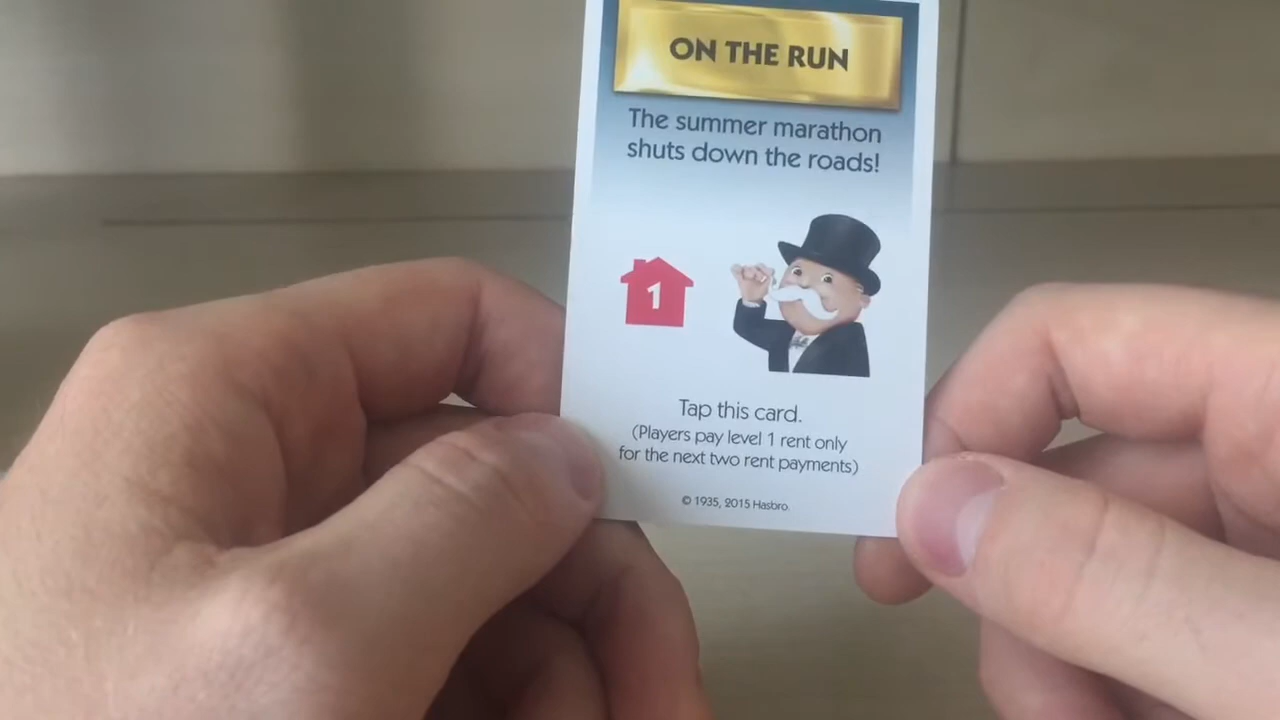 ON THE RUN
The summer marathon
shuts down the roads!
1
Tap this card.
(Players pay level 1 rent only
for the next two rent payments)
© 1935, 2015 Hasbro.